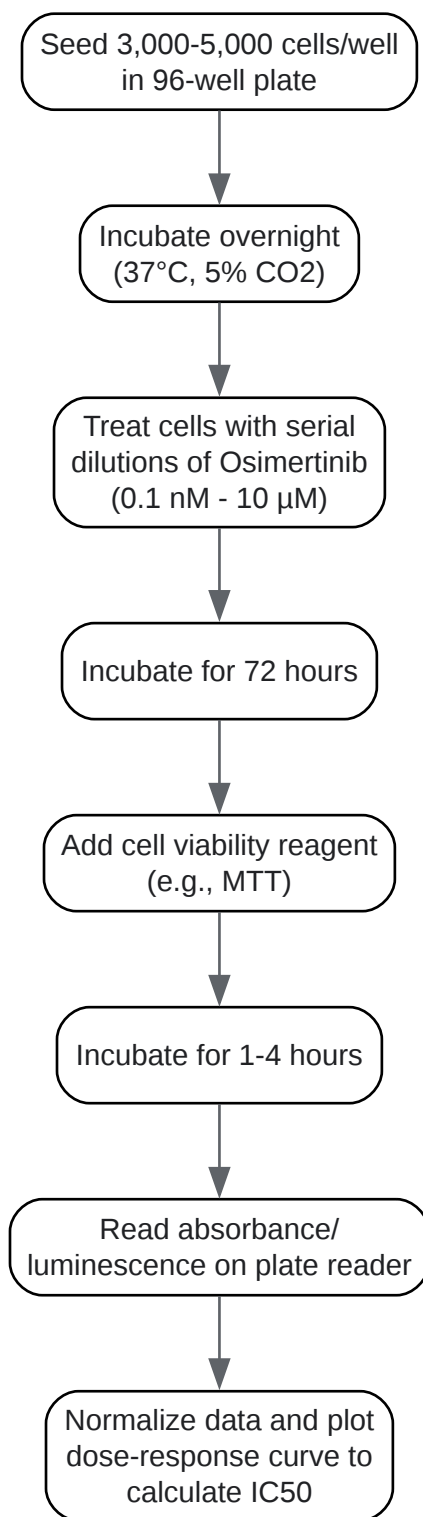 Seed 3,000-5,000 cells/well
in 96-well plate
Incubate overnight
(37°C, 5% CO2)
Treat cells with serial
dilutions of Osimertinib
(0.1 nM - 10 µM)
Incubate for 72 hours
Add cell viability reagent
(e.g., MTT)
Incubate for 1-4 hours
Read absorbance/
luminescence on plate reader
Normalize data and plot
dose-response curve to
calculate IC50